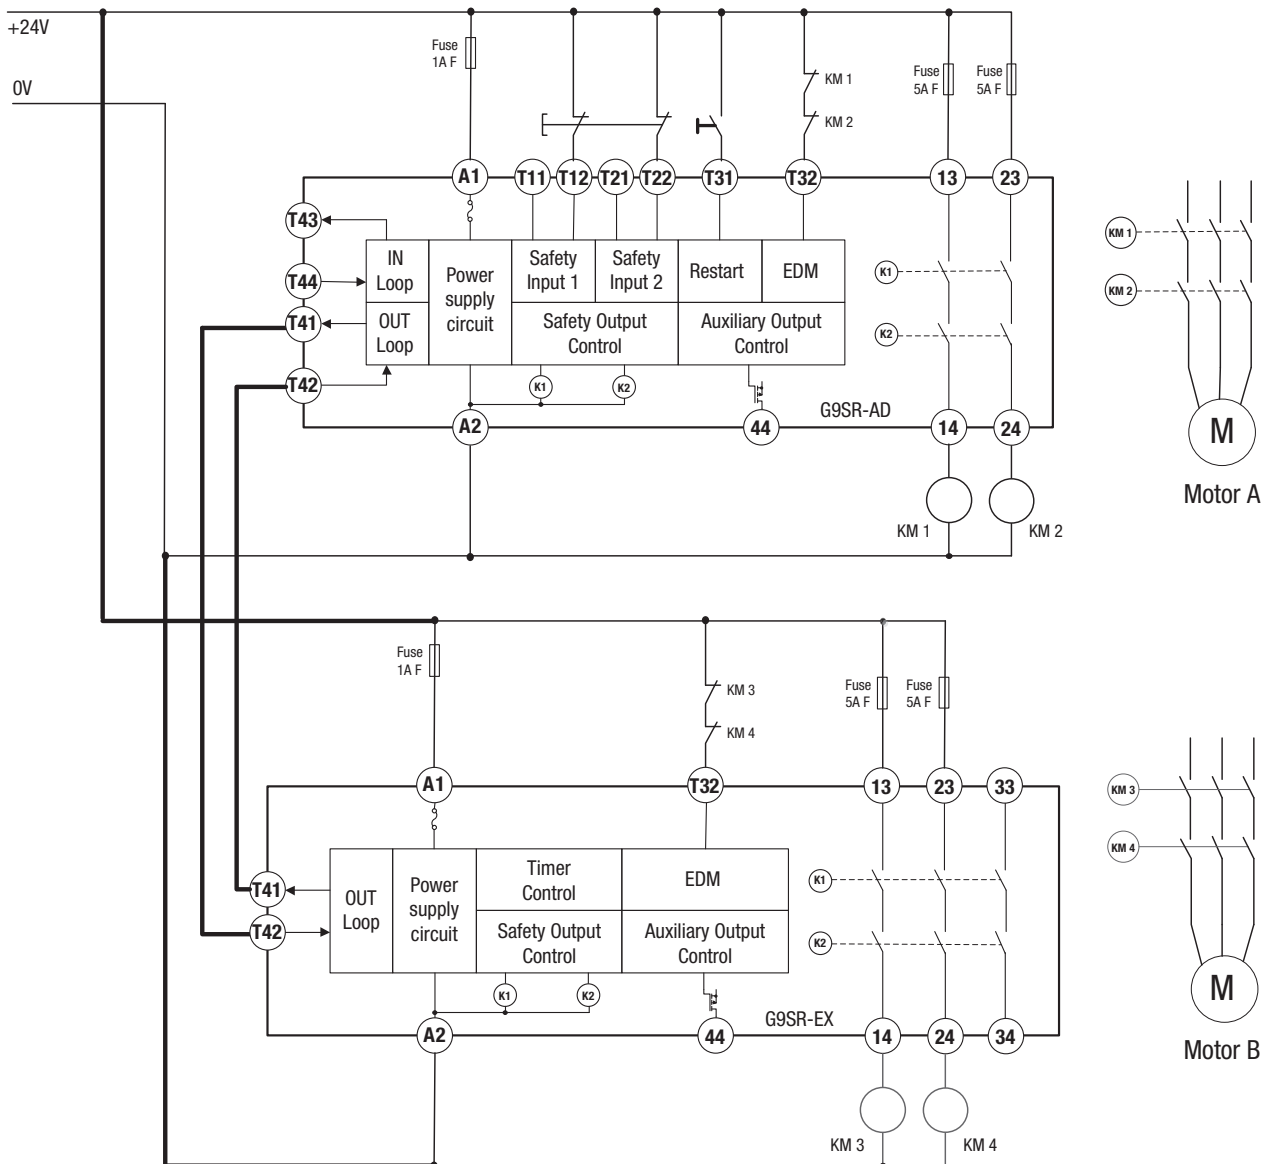 +24V
0V
Fuse
1A F
KM 1
KM 2
Fuse
5A F
Fuse
5A F
A1
T11
T12
T21
T22
T31
T32
13
23
T43
T44
T41
T42
IN
Loop
OUT
Loop
Power
supply
circuit
Safety
Input 1
Safety
Input 2
Restart
EDM
Safety Output
Control
Auxiliary Output
Control
K1
K2
K1
K2
G9SR-AD
A2
44
14
24
KM 1
KM 2
KM 1
KM 2
M
Motor A
Fuse
1A F
KM 3
KM 4
Fuse
5A F
Fuse
5A F
A1
T32
13
23
33
T41
T42
OUT
Loop
Power
supply
circuit
Timer
Control
EDM
Safety Output
Control
Auxiliary Output
Control
K1
K2
K1
K2
G9SR-EX
A2
44
14
24
34
KM 3
KM 4
KM 3
KM 4
M
Motor B